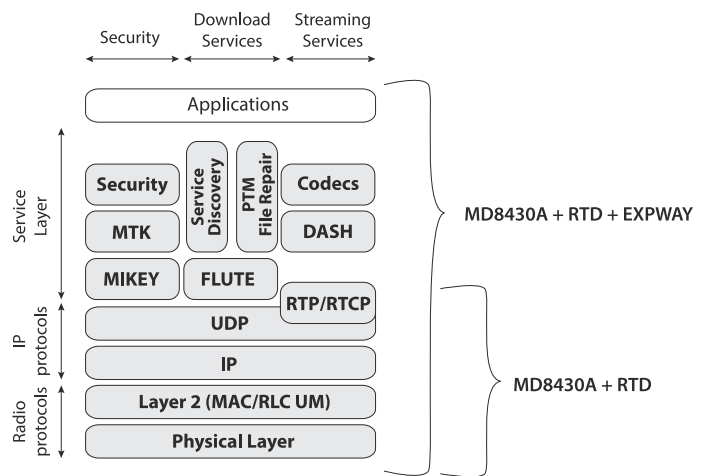 Security
Download
Services
Streaming
Services
Applications
Service
Layer
Security
Service
Discovery
PTM
File Repair
Codecs
MTK
DASH
MIKEY
FLUTE
RTP/RTCP
MD8430A + RTD + EXPWAY
IP
protocols
UDP
IP
MD8430A + RTD
Radio
protocols
Layer 2 (MAC/RLC UM)
Physical Layer